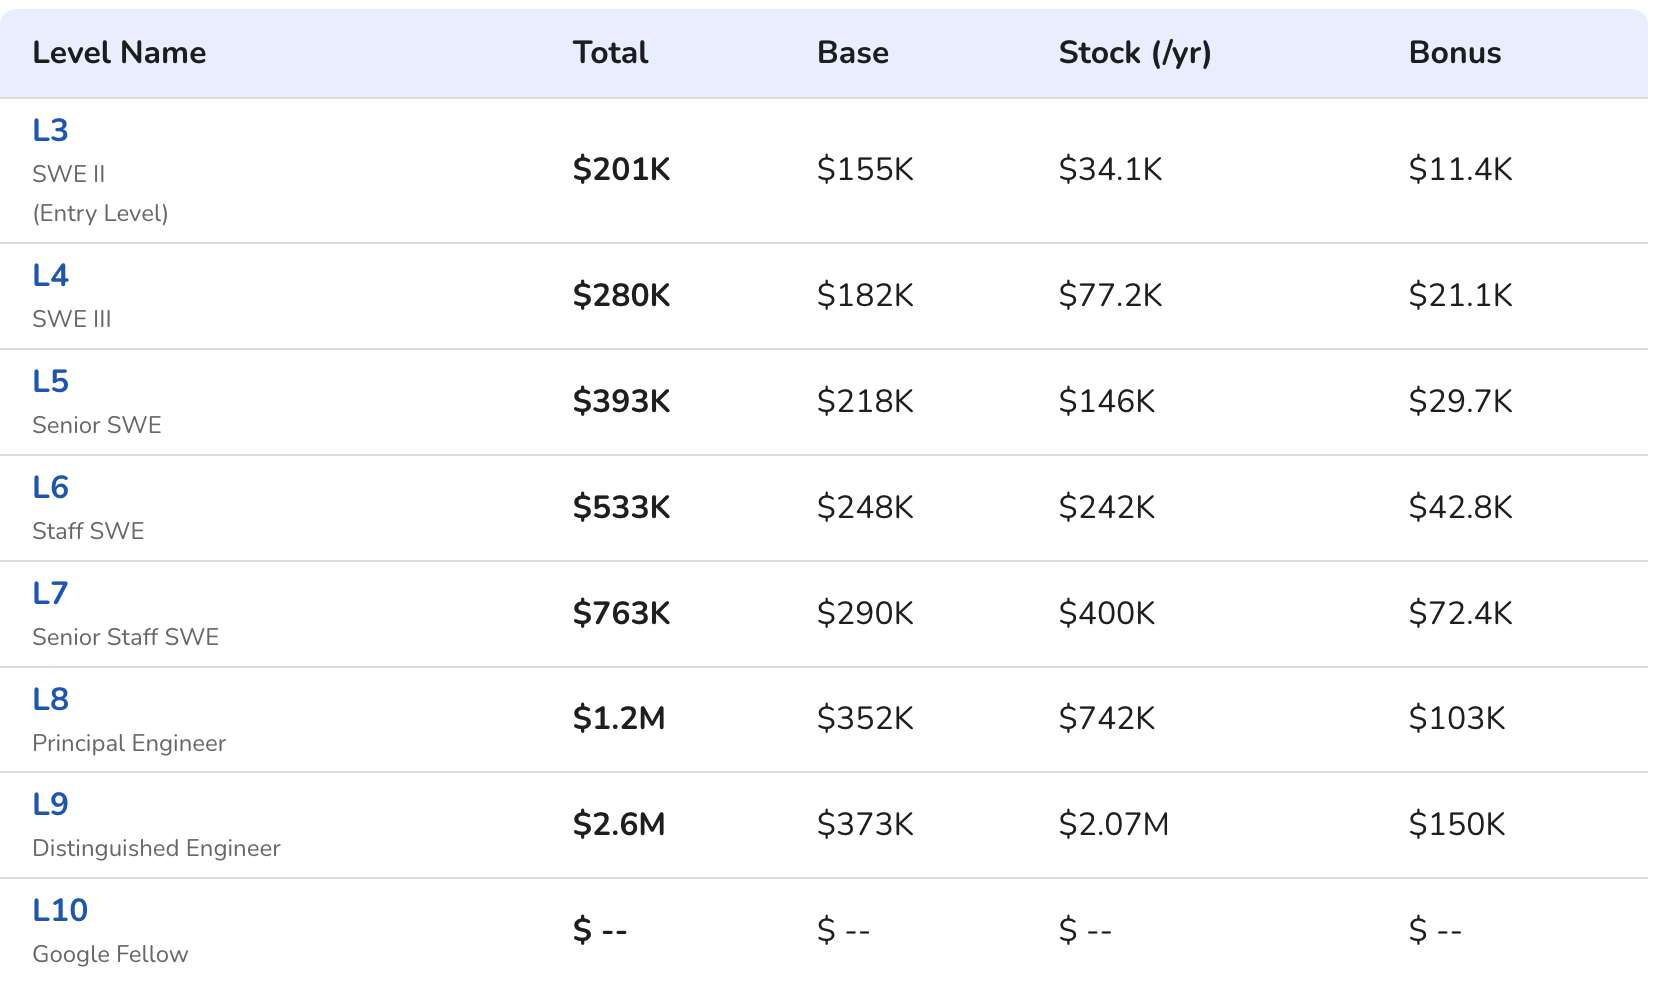 Level Name Total Base Stock (/yr) Bonus
L3
SWE II
(Entry Level)
$201K $155K $34.1K $11.4K
L4
SWE III
$280K $182K $77.2K $21.1K
L5
Senior SWE
$393K $218K $146K $29.7K
L6
Staff SWE
$533K $248K $242K $42.8K
L7
Senior Staff SWE
$763K $290K $400K $72.4K
L8
Principal Engineer
$1.2M $352K $742K $103K
L9
Distinguished Engineer
$2.6M $373K $2.07M $150K
L10
Google Fellow
$ -- $ -- $ -- $ --